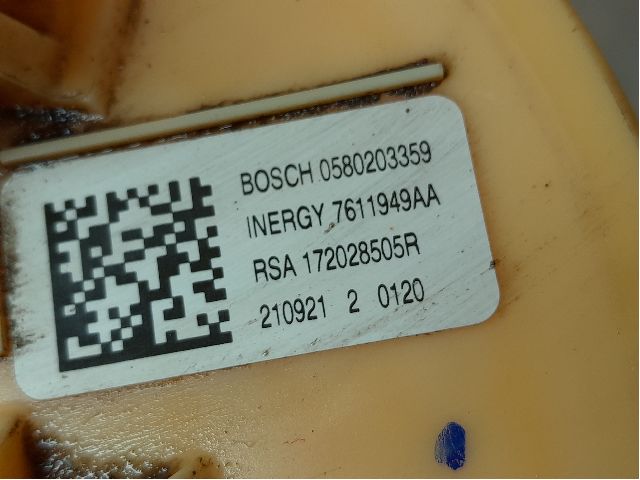 BOSCH 0580203359
INERGY 7611949AA
RSA 172028505R
210921 2 0120